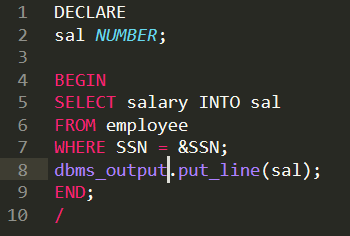 1 DECLARE
2 sal NUMBER;
3
4 BEGIN
5 SELECT salary INTO sal
6 FROM employee
7 WHERE SSN = &SSN;
8 dbms_output.put_line(sal);
9 END;
10 /